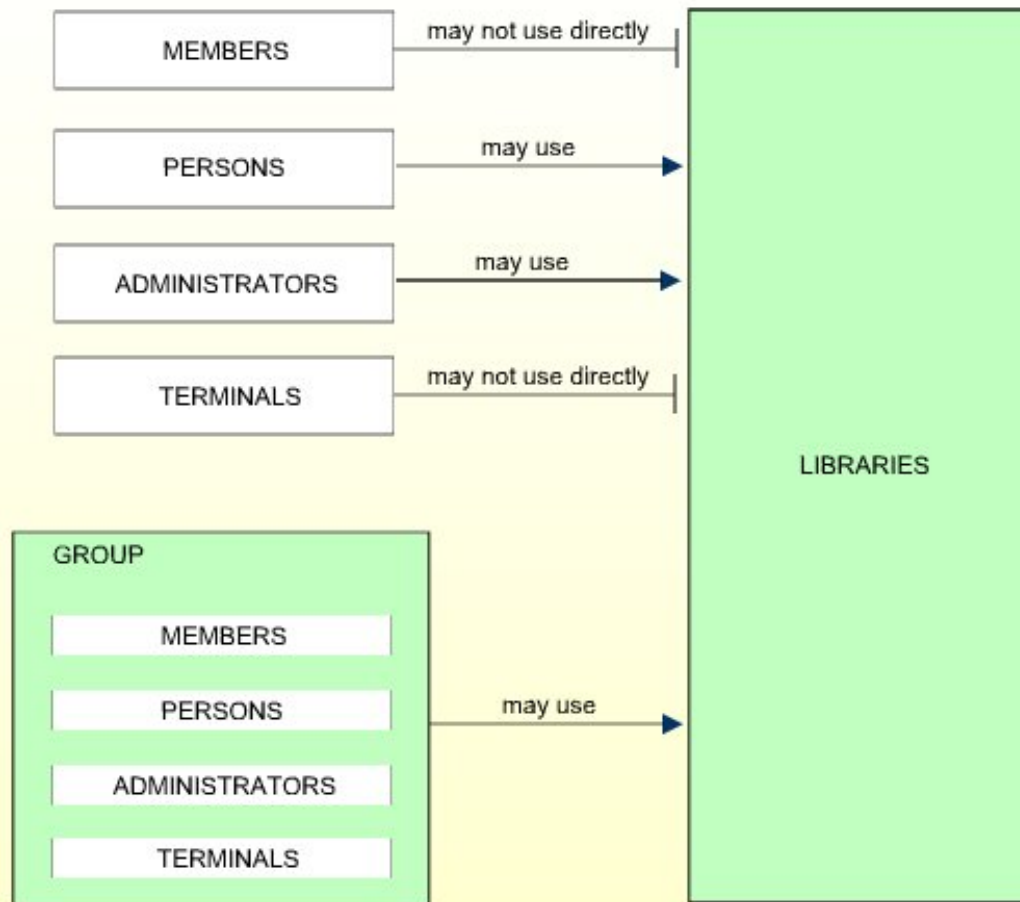 MEMBERS
may not use directly
PERSONS
may use
ADMINISTRATORS
may use
TERMINALS
may not use directly
LIBRARIES
GROUP
MEMBERS
PERSONS
may use
ADMINISTRATORS
TERMINALS